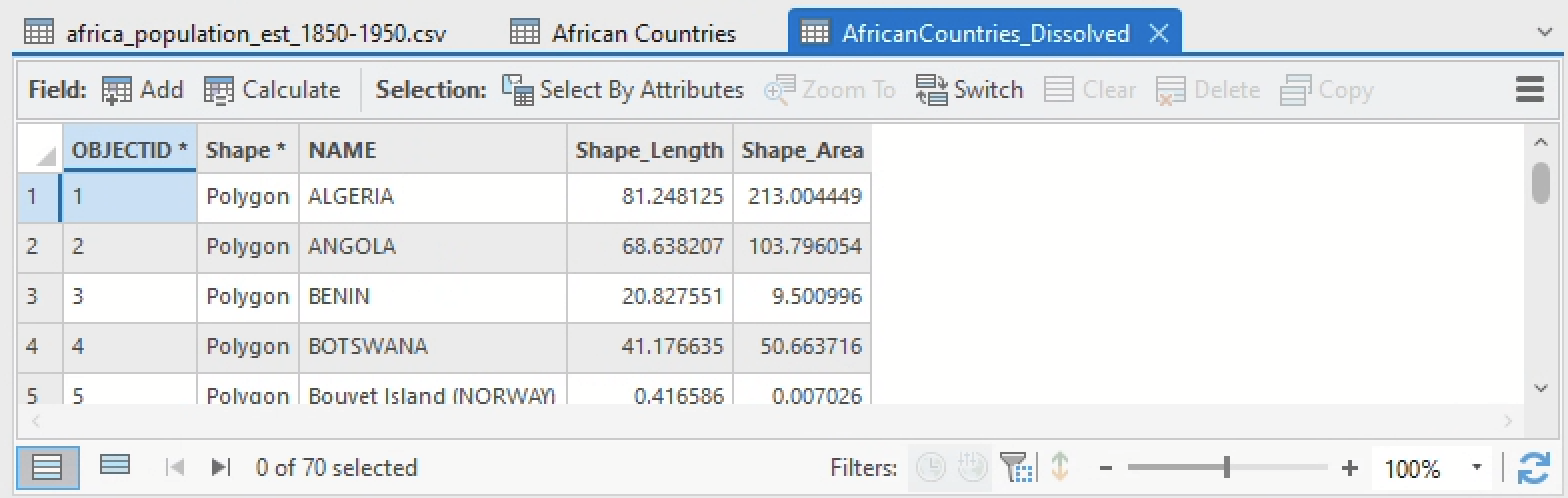 africa_population_est_1850-1950.csv African Countries AfricanCountries_Dissolved
Field: Add Calculate Selection: Select By Attributes Zoom To Switch Clear Delete Copy
OBJECTID * Shape * NAME Shape_Length Shape_Area
1 1 Polygon ALGERIA 81.248125 213.004449
2 2 Polygon ANGOLA 68.638207 103.796054
3 3 Polygon BENIN 20.827551 9.500996
4 4 Polygon BOTSWANA 41.176635 50.663716
5 5 Polygon Bouvet Island (NORWAY) 0.416586 0.007026
0 of 70 selected Filters: 100%